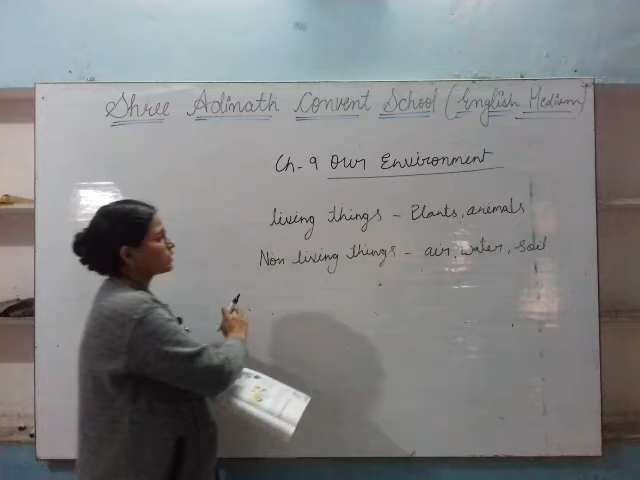 Shree Adinath Convent School (English Medium)
Ch-9 Our Environment
living things - Plants, animals
Non living things - air, water, soil